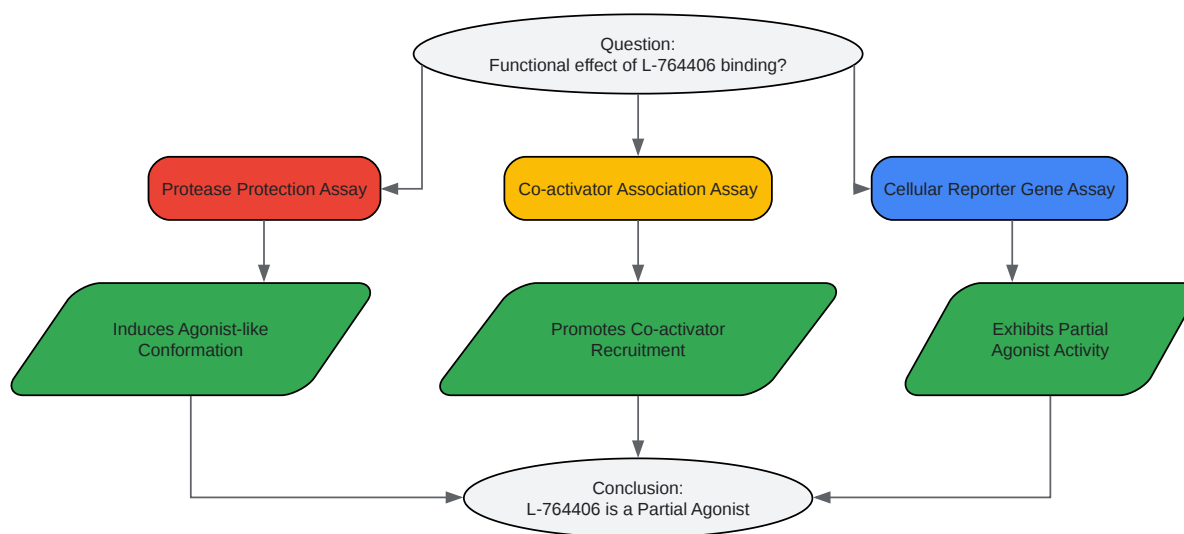 Question:
Functional effect of L-764406 binding?
Protease Protection Assay
Co-activator Association Assay
Cellular Reporter Gene Assay
Induces Agonist-like
Conformation
Promotes Co-activator
Recruitment
Exhibits Partial
Agonist Activity
Conclusion:
L-764406 is a Partial Agonist